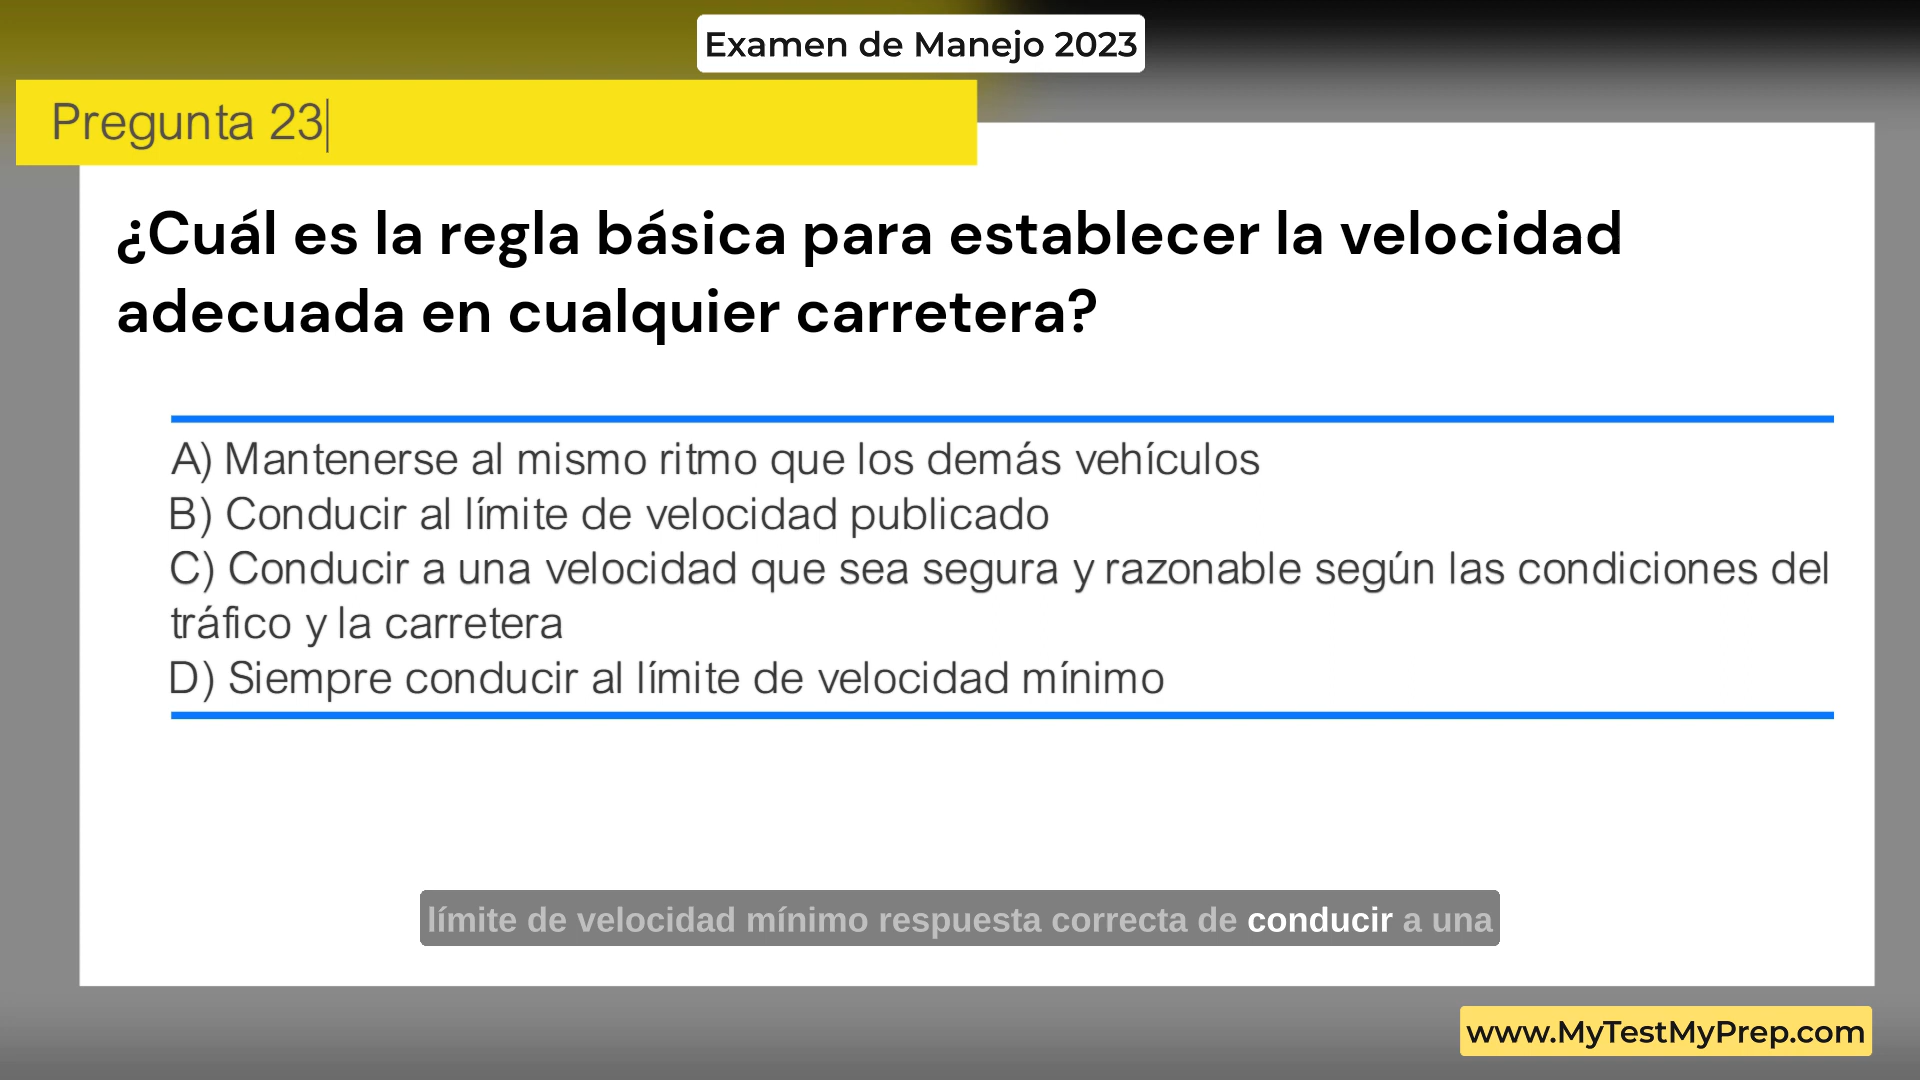 Examen de Manejo 2023
Pregunta 23
¿Cuál es la regla básica para establecer la velocidad
adecuada en cualquier carretera?
A) Mantenerse al mismo ritmo que los demás vehículos
B) Conducir al límite de velocidad publicado
C) Conducir a una velocidad que sea segura y razonable según las condiciones del
tráfico y la carretera
D) Siempre conducir al límite de velocidad mínimo
límite de velocidad mínimo respuesta correcta de conducir a una
www.MyTestMyPrep.com